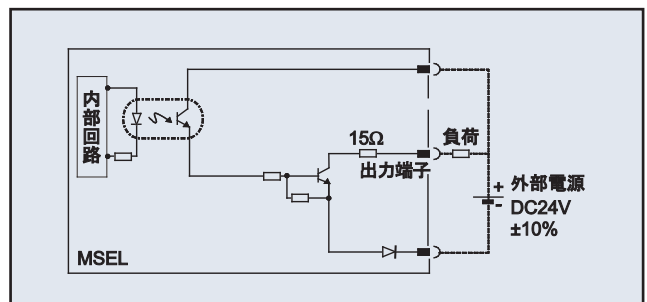 内部回路
15Ω
負荷
出力端子
+ 外部電源
- DC24V
±10%
MSEL